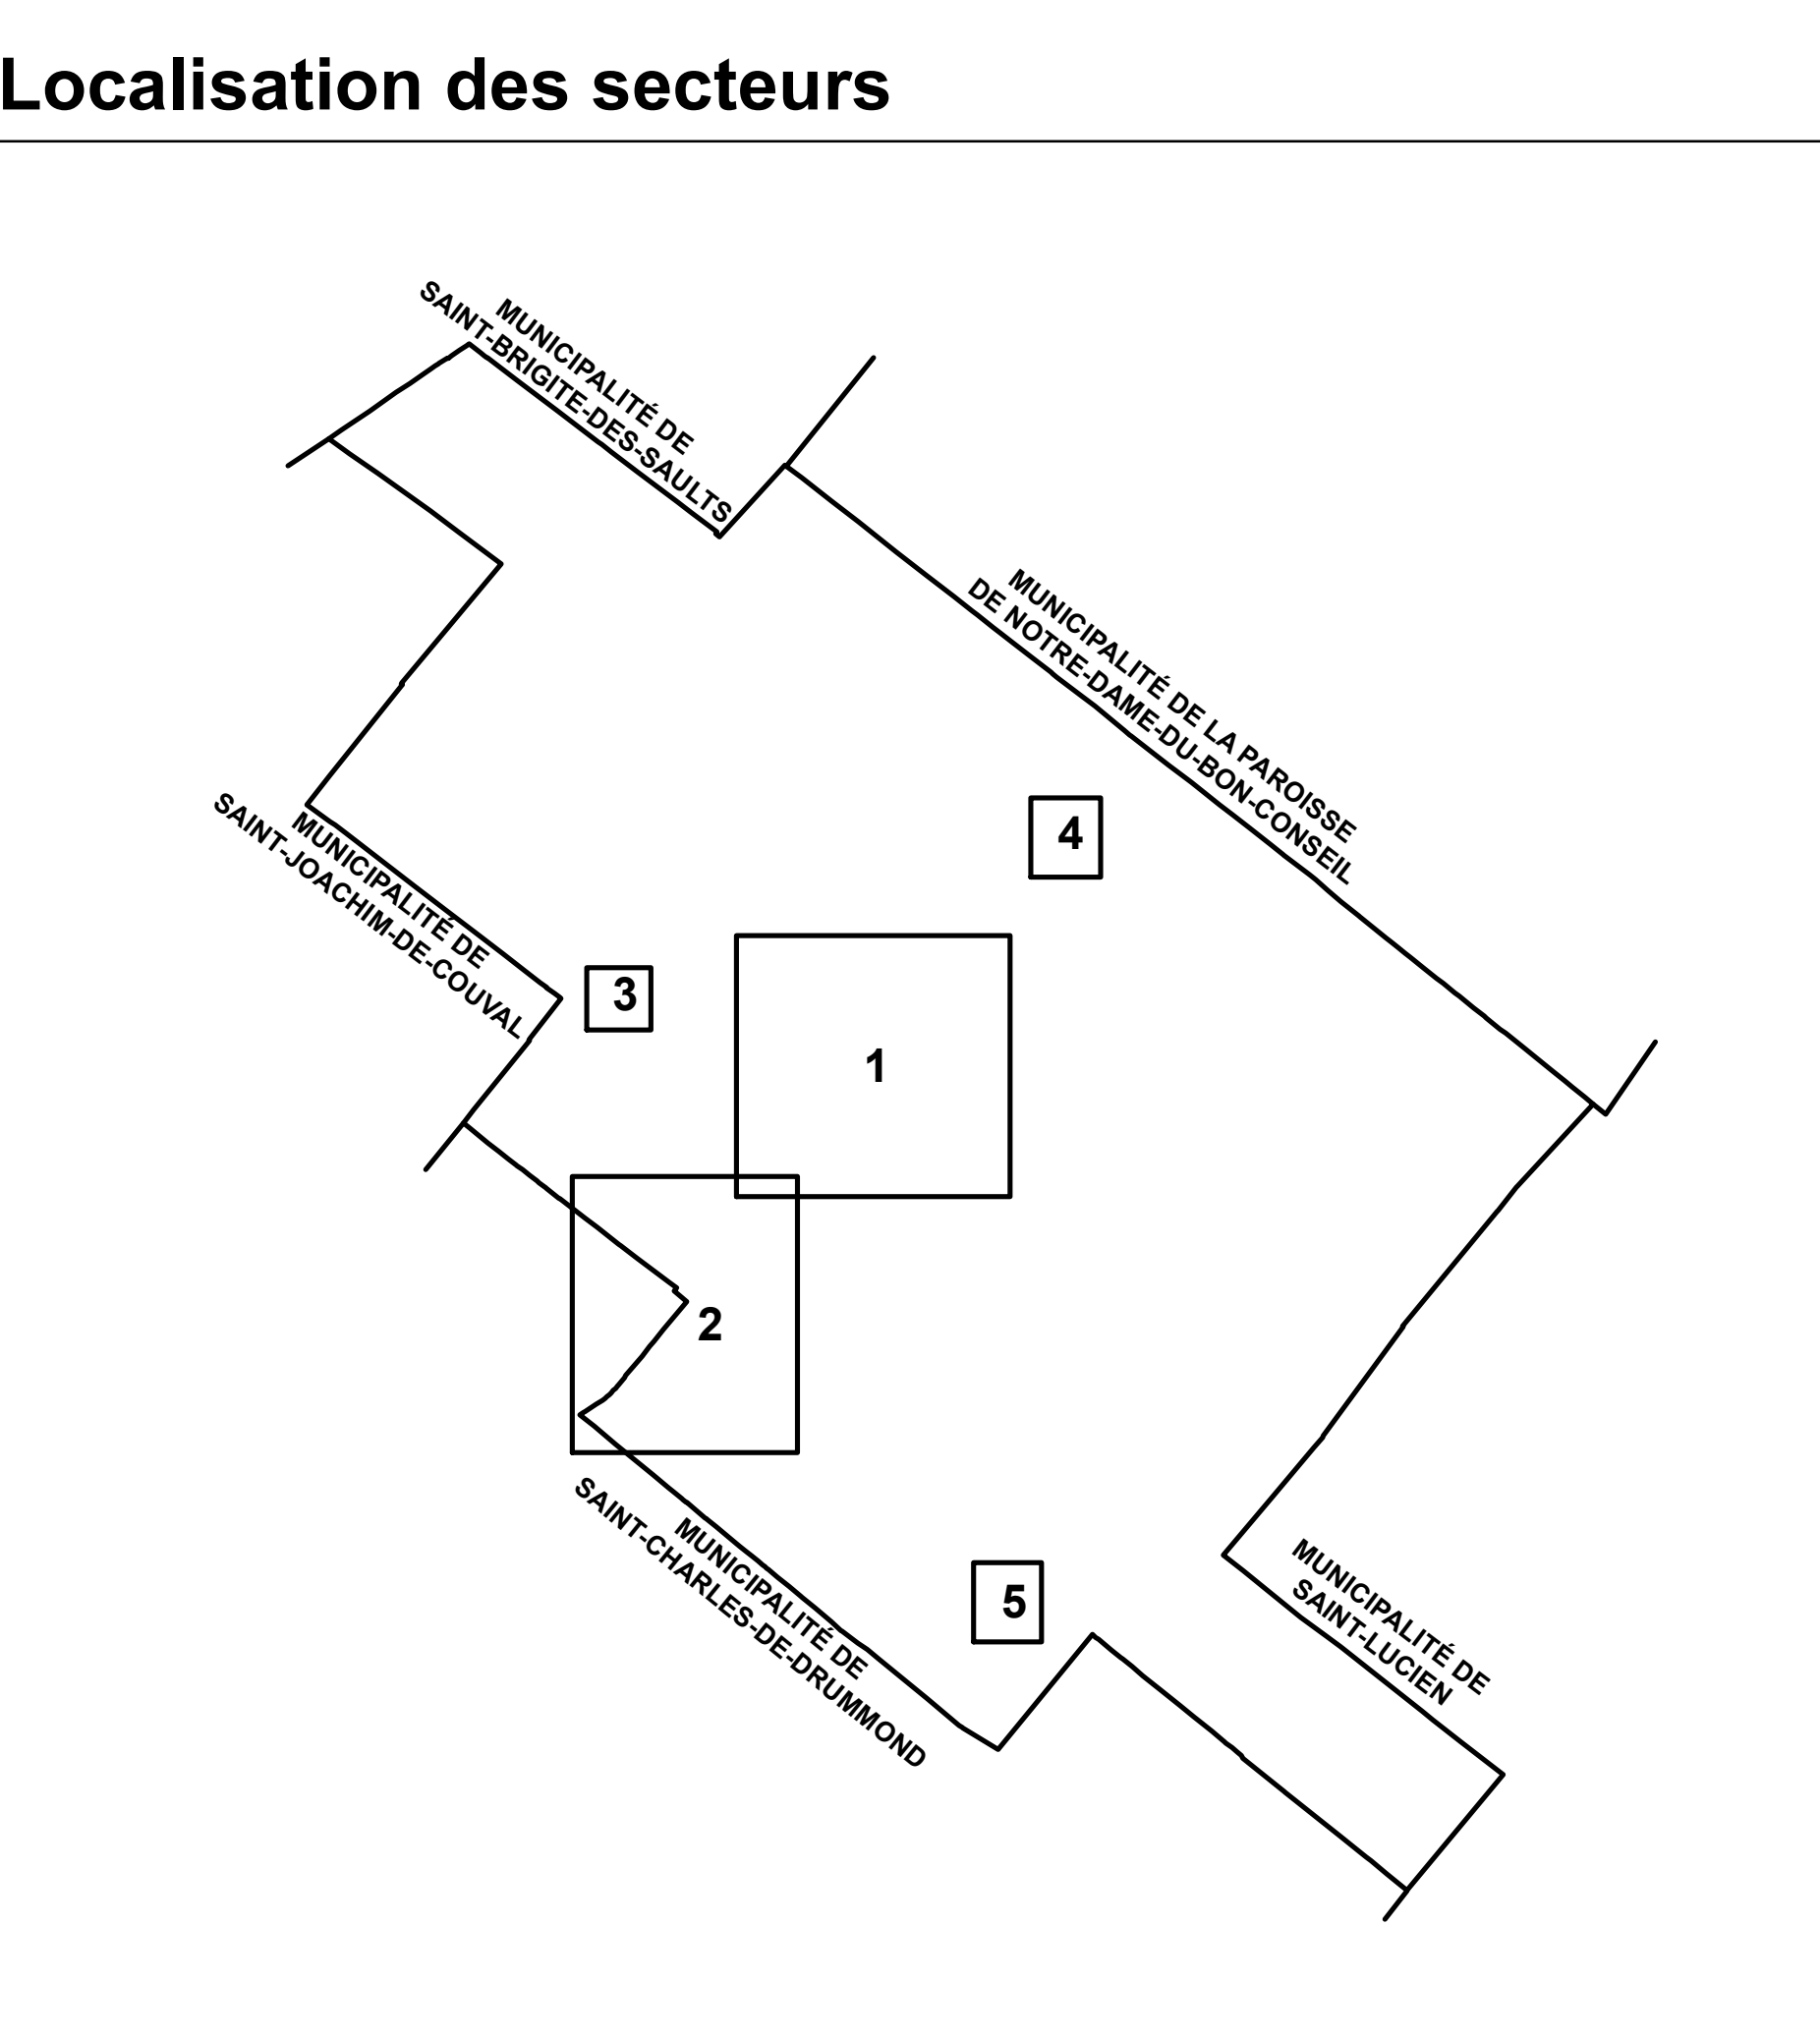 Localisation des secteurs
MUNICIPALITÉ DE
SAINT-BRIGITE-DES-SAULTS
MUNICIPALITÉ DE LA PAROISSE
DE NOTRE-DAME-DU-BON-CONSEIL
4
MUNICIPALITÉ DE
SAINT-JOACHIM-DE-COUVAL
3
1
2
MUNICIPALITÉ DE
SAINT-CHARLES-DE-DRUMMOND
5
MUNICIPALITÉ DE
SAINT-LUCIEN